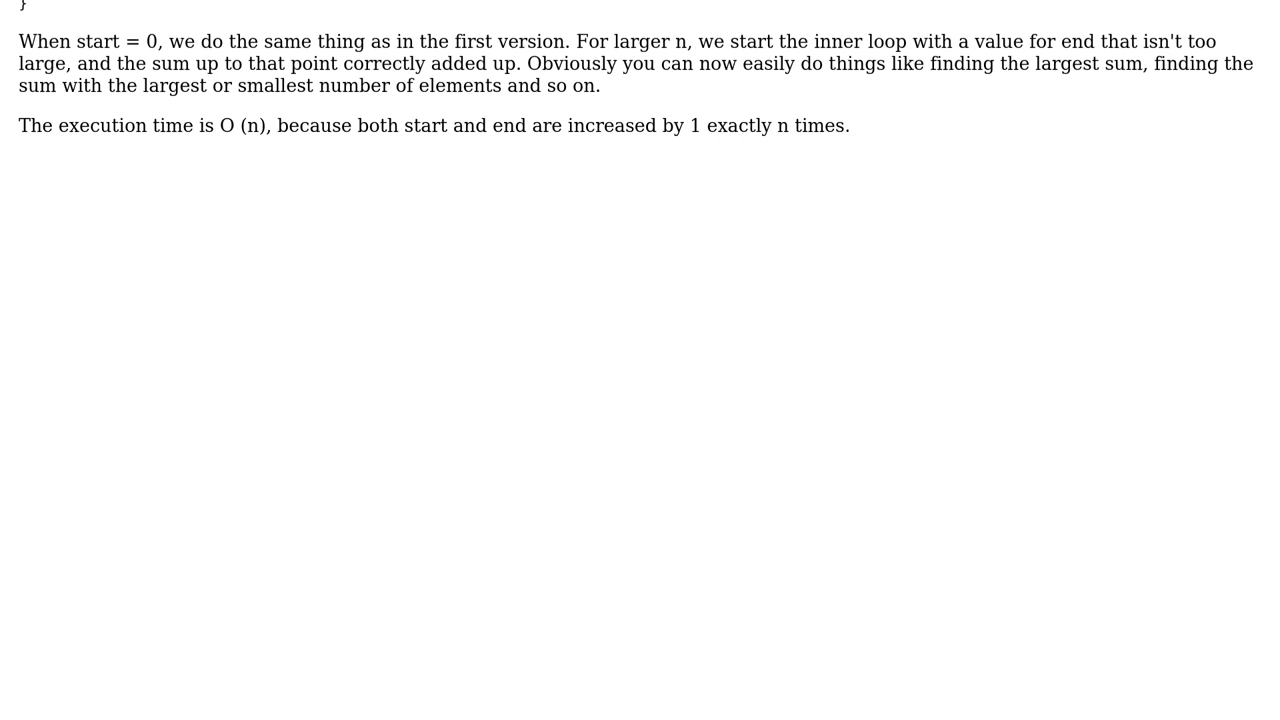 }
When start = 0, we do the same thing as in the first version. For larger n, we start the inner loop with a value for end that isn't too
large, and the sum up to that point correctly added up. Obviously you can now easily do things like finding the largest sum, finding the
sum with the largest or smallest number of elements and so on.
The execution time is O (n), because both start and end are increased by 1 exactly n times.